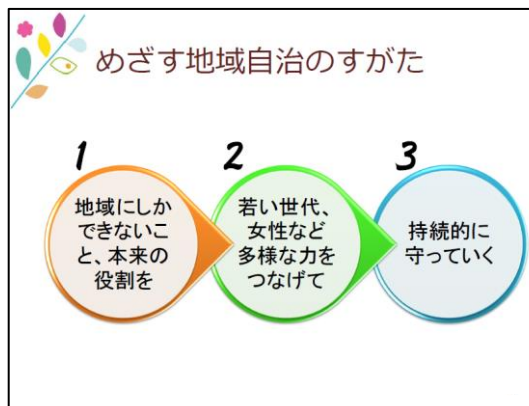 めざす地域自治のすがた
1
地域にしか
できないこ
と、本来の
役割を
2
若い世代、
女性など
多様な力を
つなげて
3
持続的に
守っていく